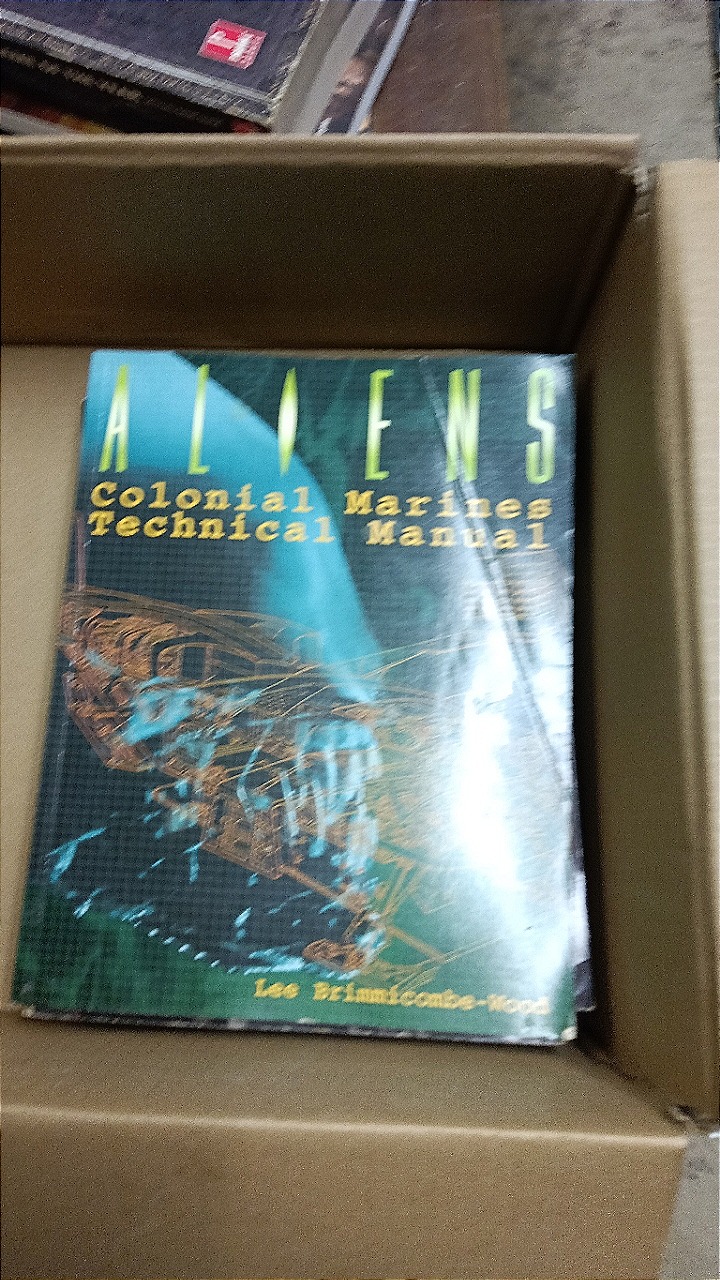 ALIENS
Colonial Marines
Technical Manual
Lee Brimmicombe-Wood